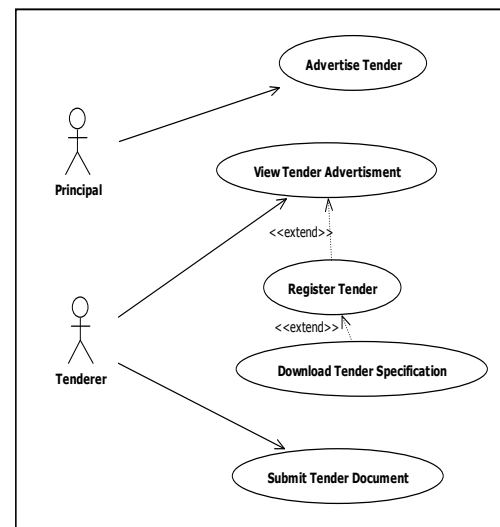 Advertise Tender
Principal
View Tender Advertisment
<<extend>>
Register Tender
<<extend>>
Download Tender Specification
Tenderer
Submit Tender Document